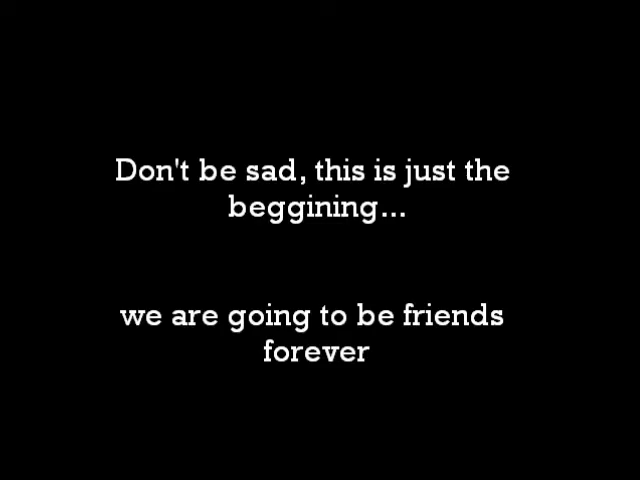 Don't be sad, this is just the
beggining...
we are going to be friends
forever